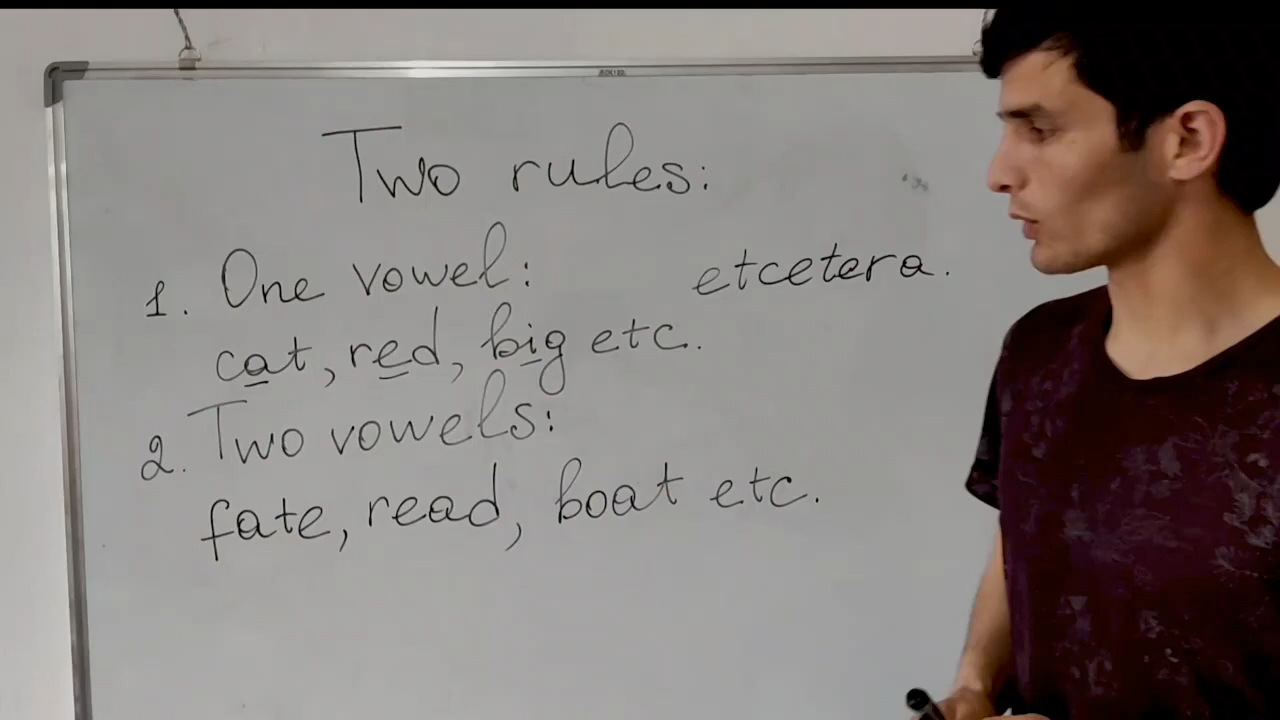 Two rules:
1. One vowel:
etcetera.
cat, red, big etc.
2. Two vowels:
fate, read, boat etc.